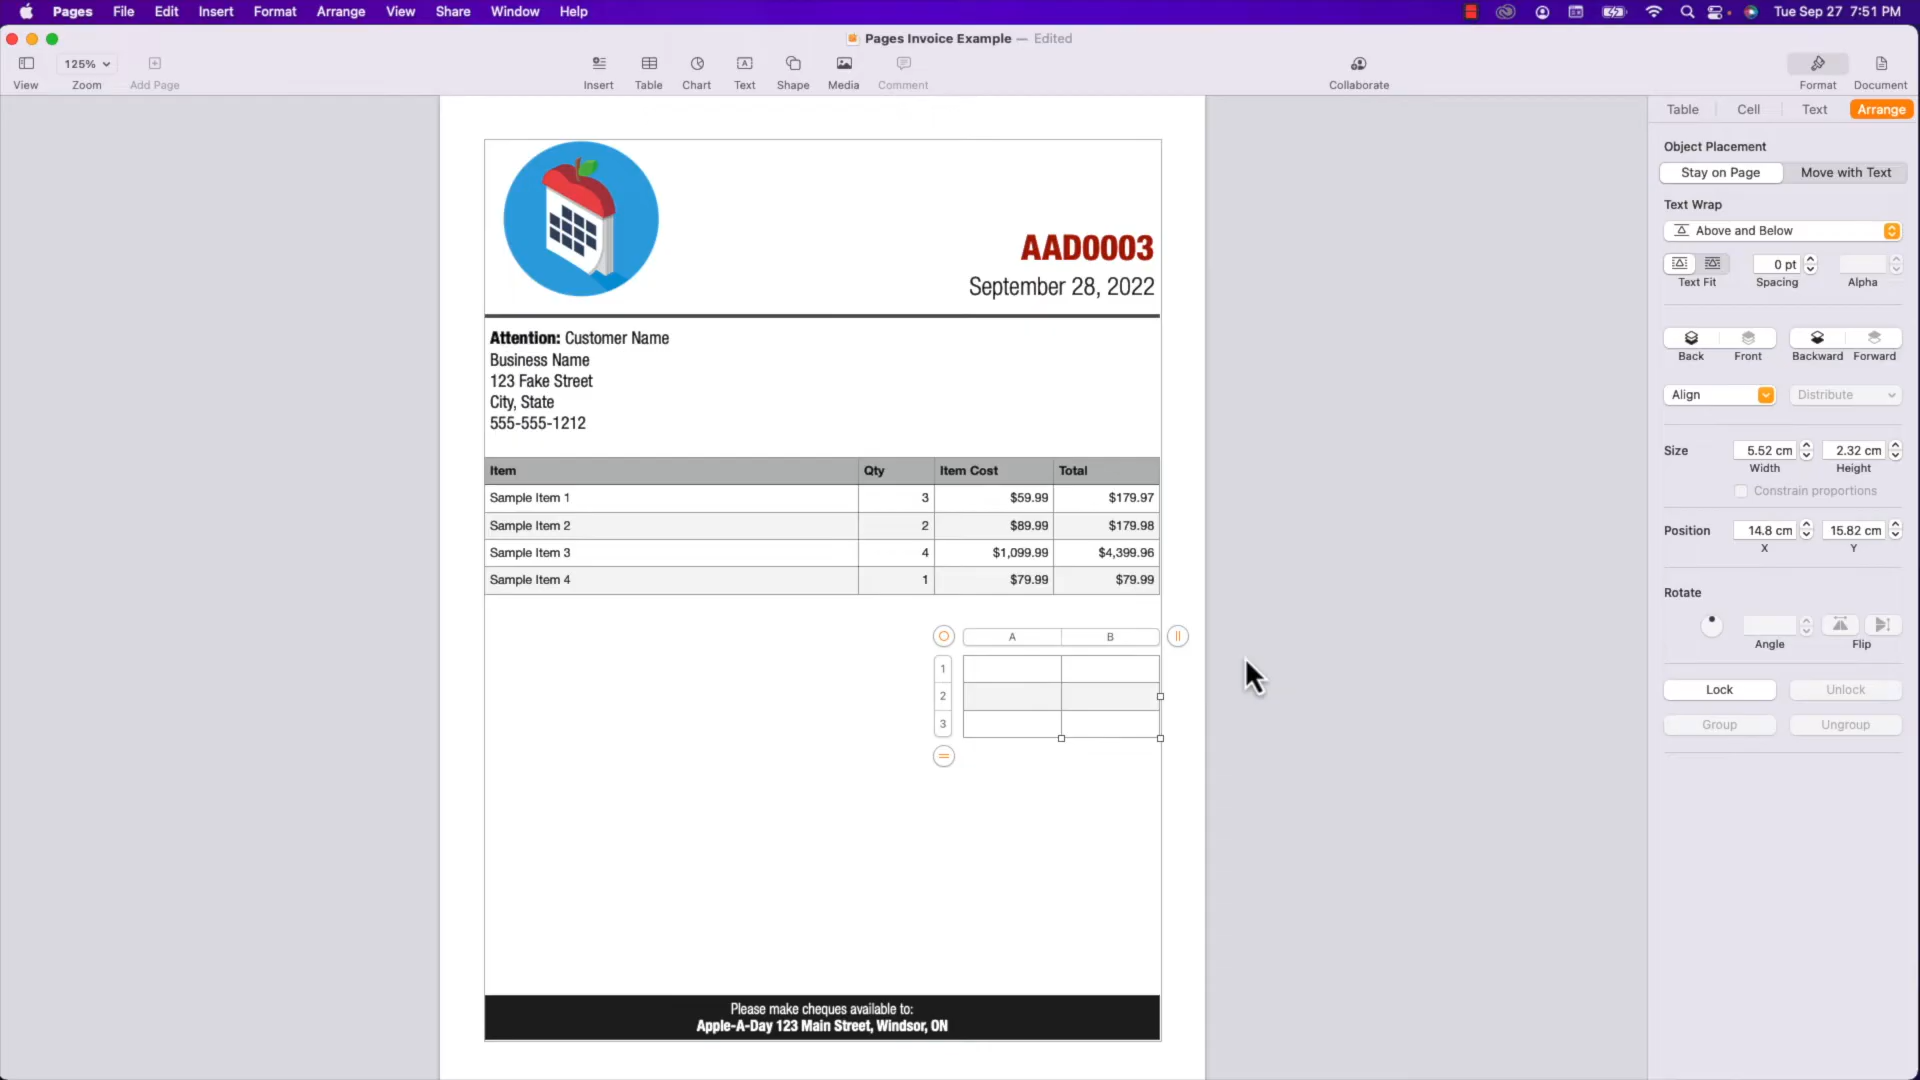 Pages File Edit Insert Format Arrange View Share Window Help Tue Sep 27 7:51 PM
Pages Invoice Example — Edited
125%
View Zoom Add Page Insert Table Chart Text Shape Media Comment Collaborate Format Document
Table Cell Text Arrange
Object Placement
Stay on Page Move with Text
Text Wrap
Above and Below
0 pt
Text Fit Spacing Alpha
Back Front Backward Forward
Align Distribute
Size 5.52 cm 2.32 cm
Width Height
Constrain proportions
Position 14.8 cm 15.82 cm
X Y
Rotate
Angle Flip
Lock Unlock
Group Ungroup
AAD0003
September 28, 2022
Attention: Customer Name
Business Name
123 Fake Street
City, State
555-555-1212
Item Qty Item Cost Total
Sample Item 1 3 $59.99 $179.97
Sample Item 2 2 $89.99 $179.98
Sample Item 3 4 $1,099.99 $4,399.96
Sample Item 4 1 $79.99 $79.99
A B
1
2
3
Please make cheques available to:
Apple-A-Day 123 Main Street, Windsor, ON